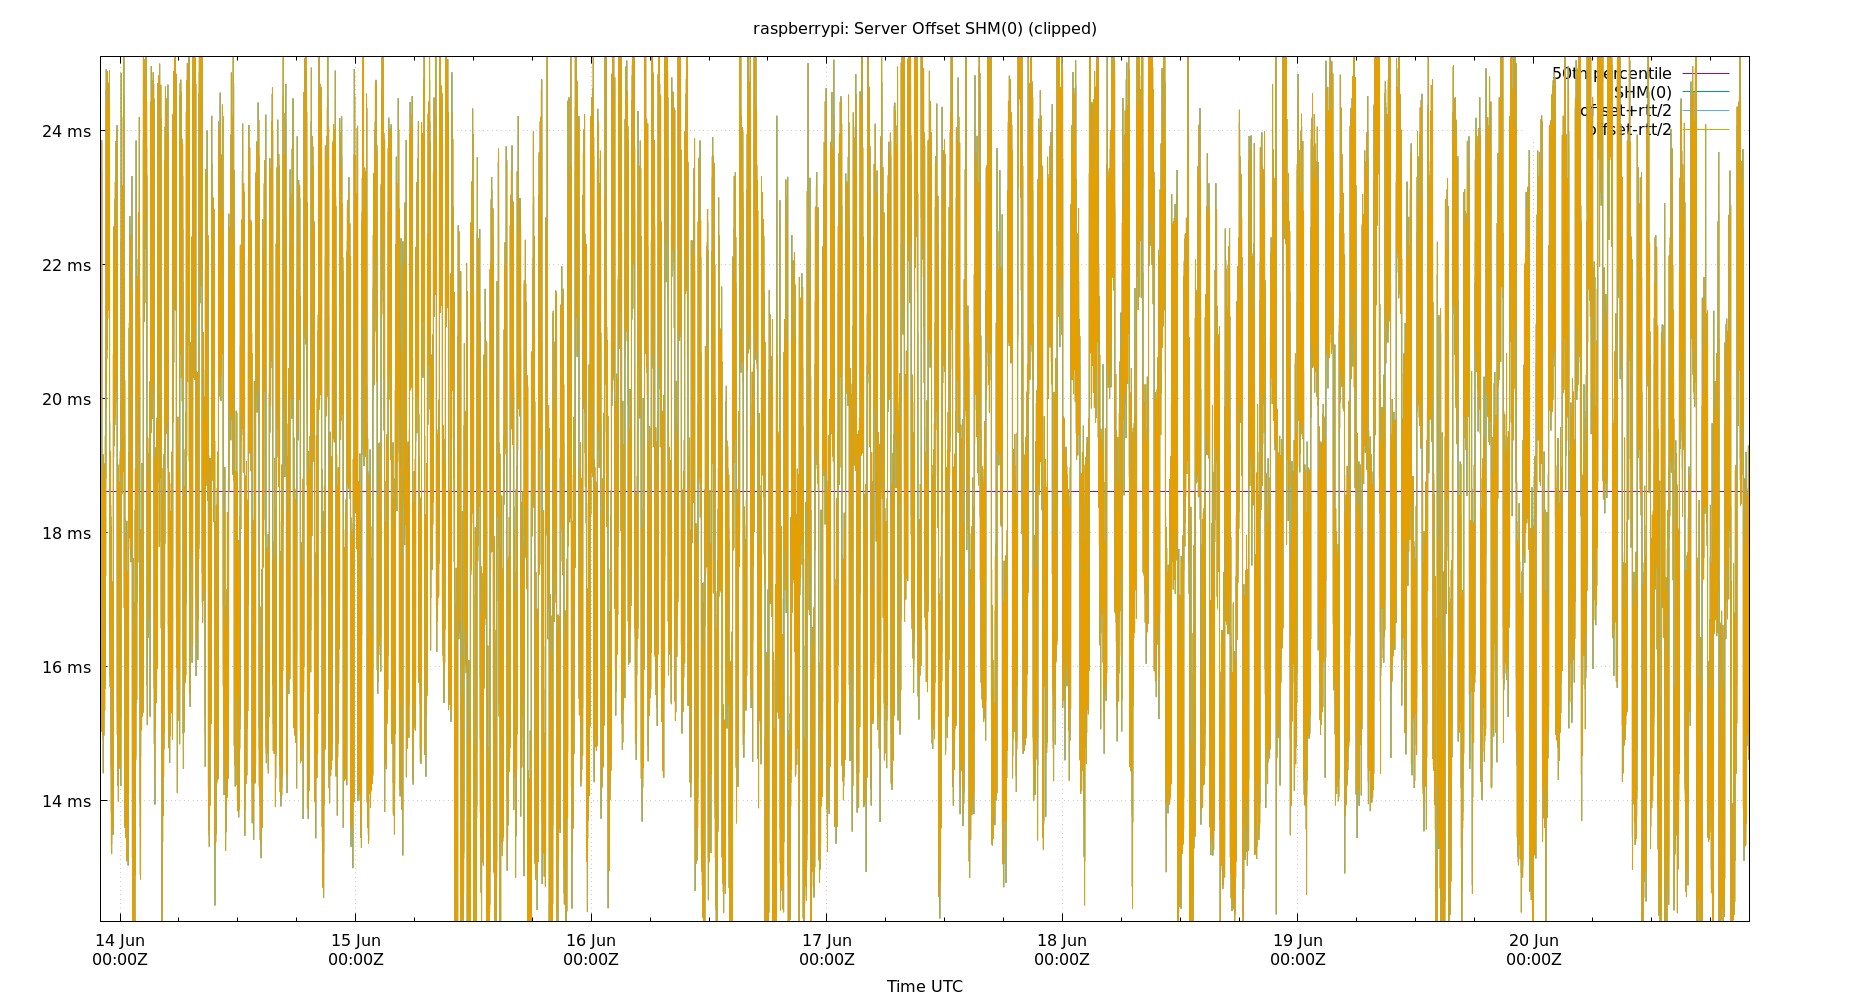 raspberrypi: Server Offset SHM(0) (clipped)
50th percentile
SHM(0)
offset+rtt/2
offset-rtt/2
24 ms
22 ms
20 ms
18 ms
16 ms
14 ms
14 Jun 15 Jun 16 Jun 17 Jun 18 Jun 19 Jun 20 Jun
00:00Z 00:00Z 00:00Z 00:00Z 00:00Z 00:00Z 00:00Z
Time UTC